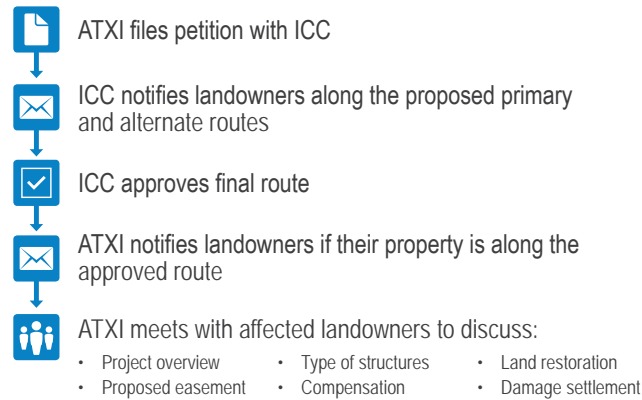 ATXI files petition with ICC
ICC notifies landowners along the proposed primary
and alternate routes
ICC approves final route
ATXI notifies landowners if their property is along the
approved route
ATXI meets with affected landowners to discuss:
• Project overview • Type of structures • Land restoration
• Proposed easement • Compensation • Damage settlement